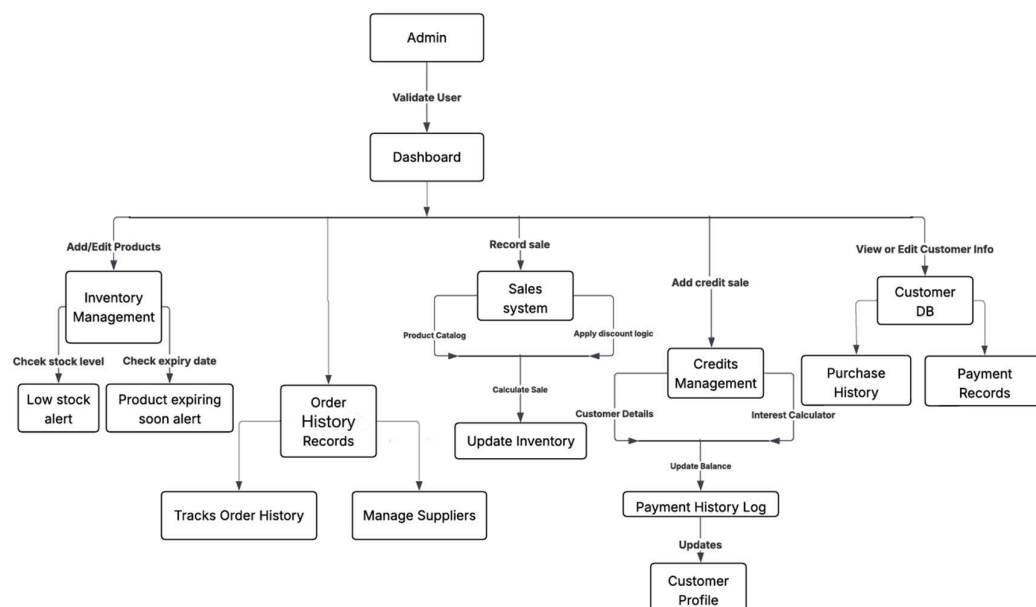 Admin
Validate User
Dashboard
Add/Edit Products
Record sale
View or Edit Customer Info
Add credit sale
Inventory
Management
Sales
system
Customer
DB
Product Catalog
Apply discount logic
Chcek stock level
Check expiry date
Credits
Management
Purchase
History
Payment
Records
Low stock
alert
Product expiring
soon alert
Order
History
Records
Calculate Sale
Customer Details
Interest Calculator
Update Inventory
Update Balance
Tracks Order History
Manage Suppliers
Payment History Log
Updates
Customer
Profile